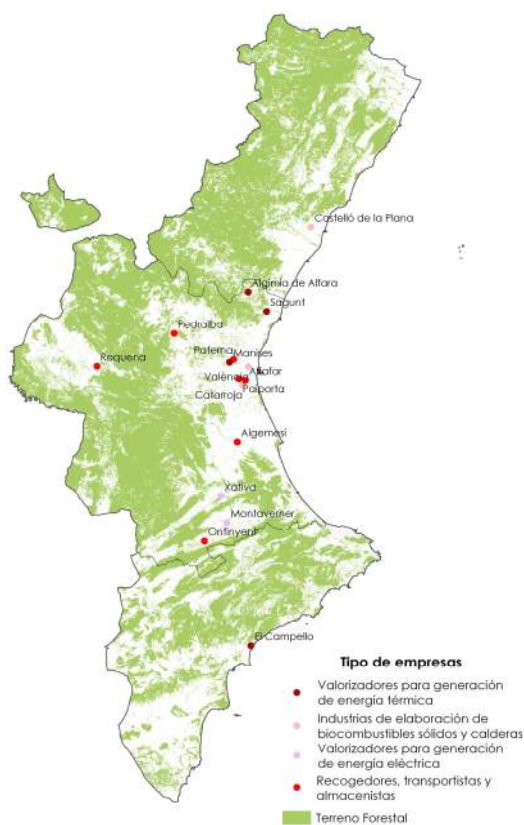 Castelló de la Plana
Algimia de Alfara
Sagunt
Pedralba
Paterna
Manises
Requena
València
Alfafar
Paiporta
Catarroja
Algemesí
Xàtiva
Montaverner
Ontinyent
El Campello
Tipo de empresas
Valorizadores para generación
de energía térmica
Industrias de elaboración de
biocombustibles sólidos y calderas
Valorizadores para generación
de energía eléctrica
Recogedores, transportistas y
almacenistas
Terreno Forestal